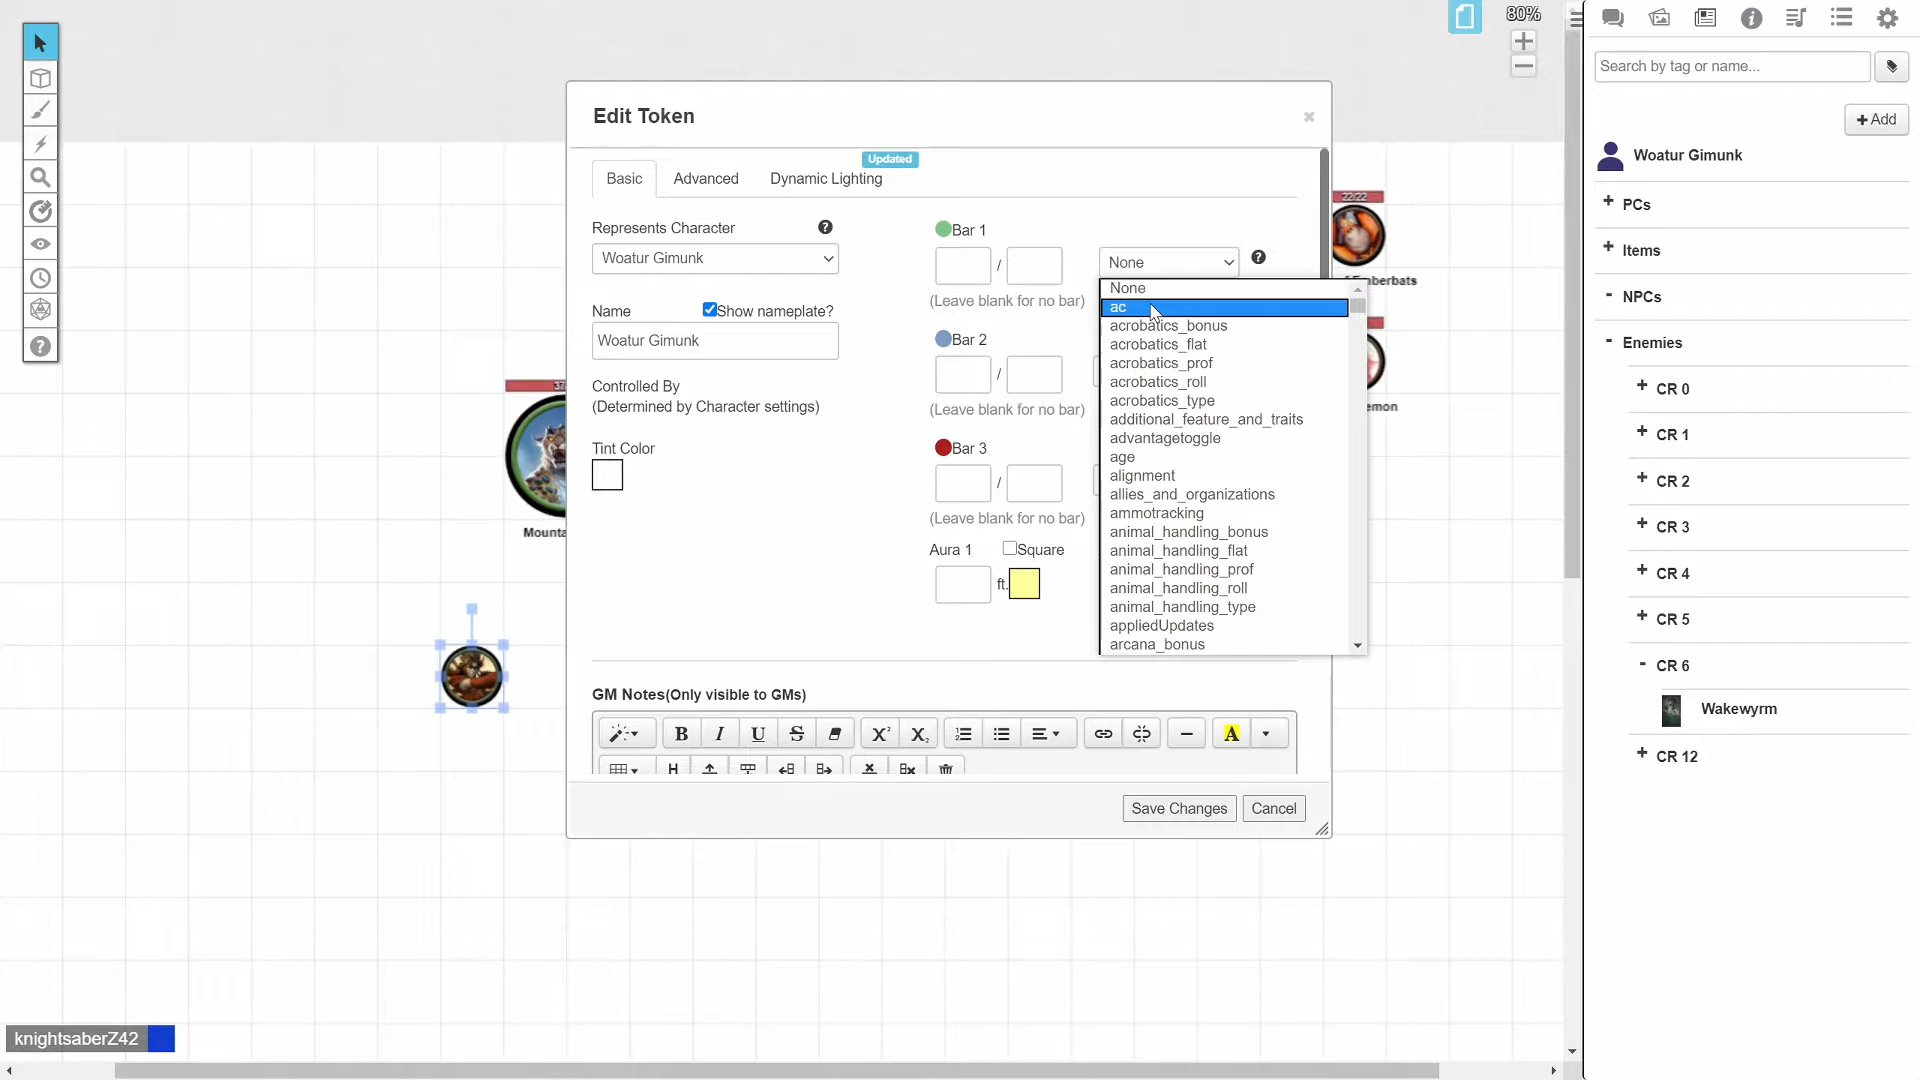 80%
Search by tag or name...
Add
Woatur Gimunk
PCs
Items
NPCs
Enemies
CR 0
CR 1
CR 2
CR 3
CR 4
CR 5
CR 6
Wakewyrm
CR 12
Edit Token
Updated
Basic
Advanced
Dynamic Lighting
Represents Character
Woatur Gimunk
Name
Show nameplate?
Woatur Gimunk
Controlled By
(Determined by Character settings)
Tint Color
Bar 1
/
None
(Leave blank for no bar)
Bar 2
/
(Leave blank for no bar)
Bar 3
/
(Leave blank for no bar)
Aura 1
Square
ft.
None
ac
acrobatics_bonus
acrobatics_flat
acrobatics_prof
acrobatics_roll
acrobatics_type
additional_feature_and_traits
advantagetoggle
age
alignment
allies_and_organizations
ammotracking
animal_handling_bonus
animal_handling_flat
animal_handling_prof
animal_handling_roll
animal_handling_type
appliedUpdates
arcana_bonus
GM Notes(Only visible to GMs)
B I U S X² X₂ A
H
Save Changes
Cancel
22/22
37
Mounta
knightsaberZ42